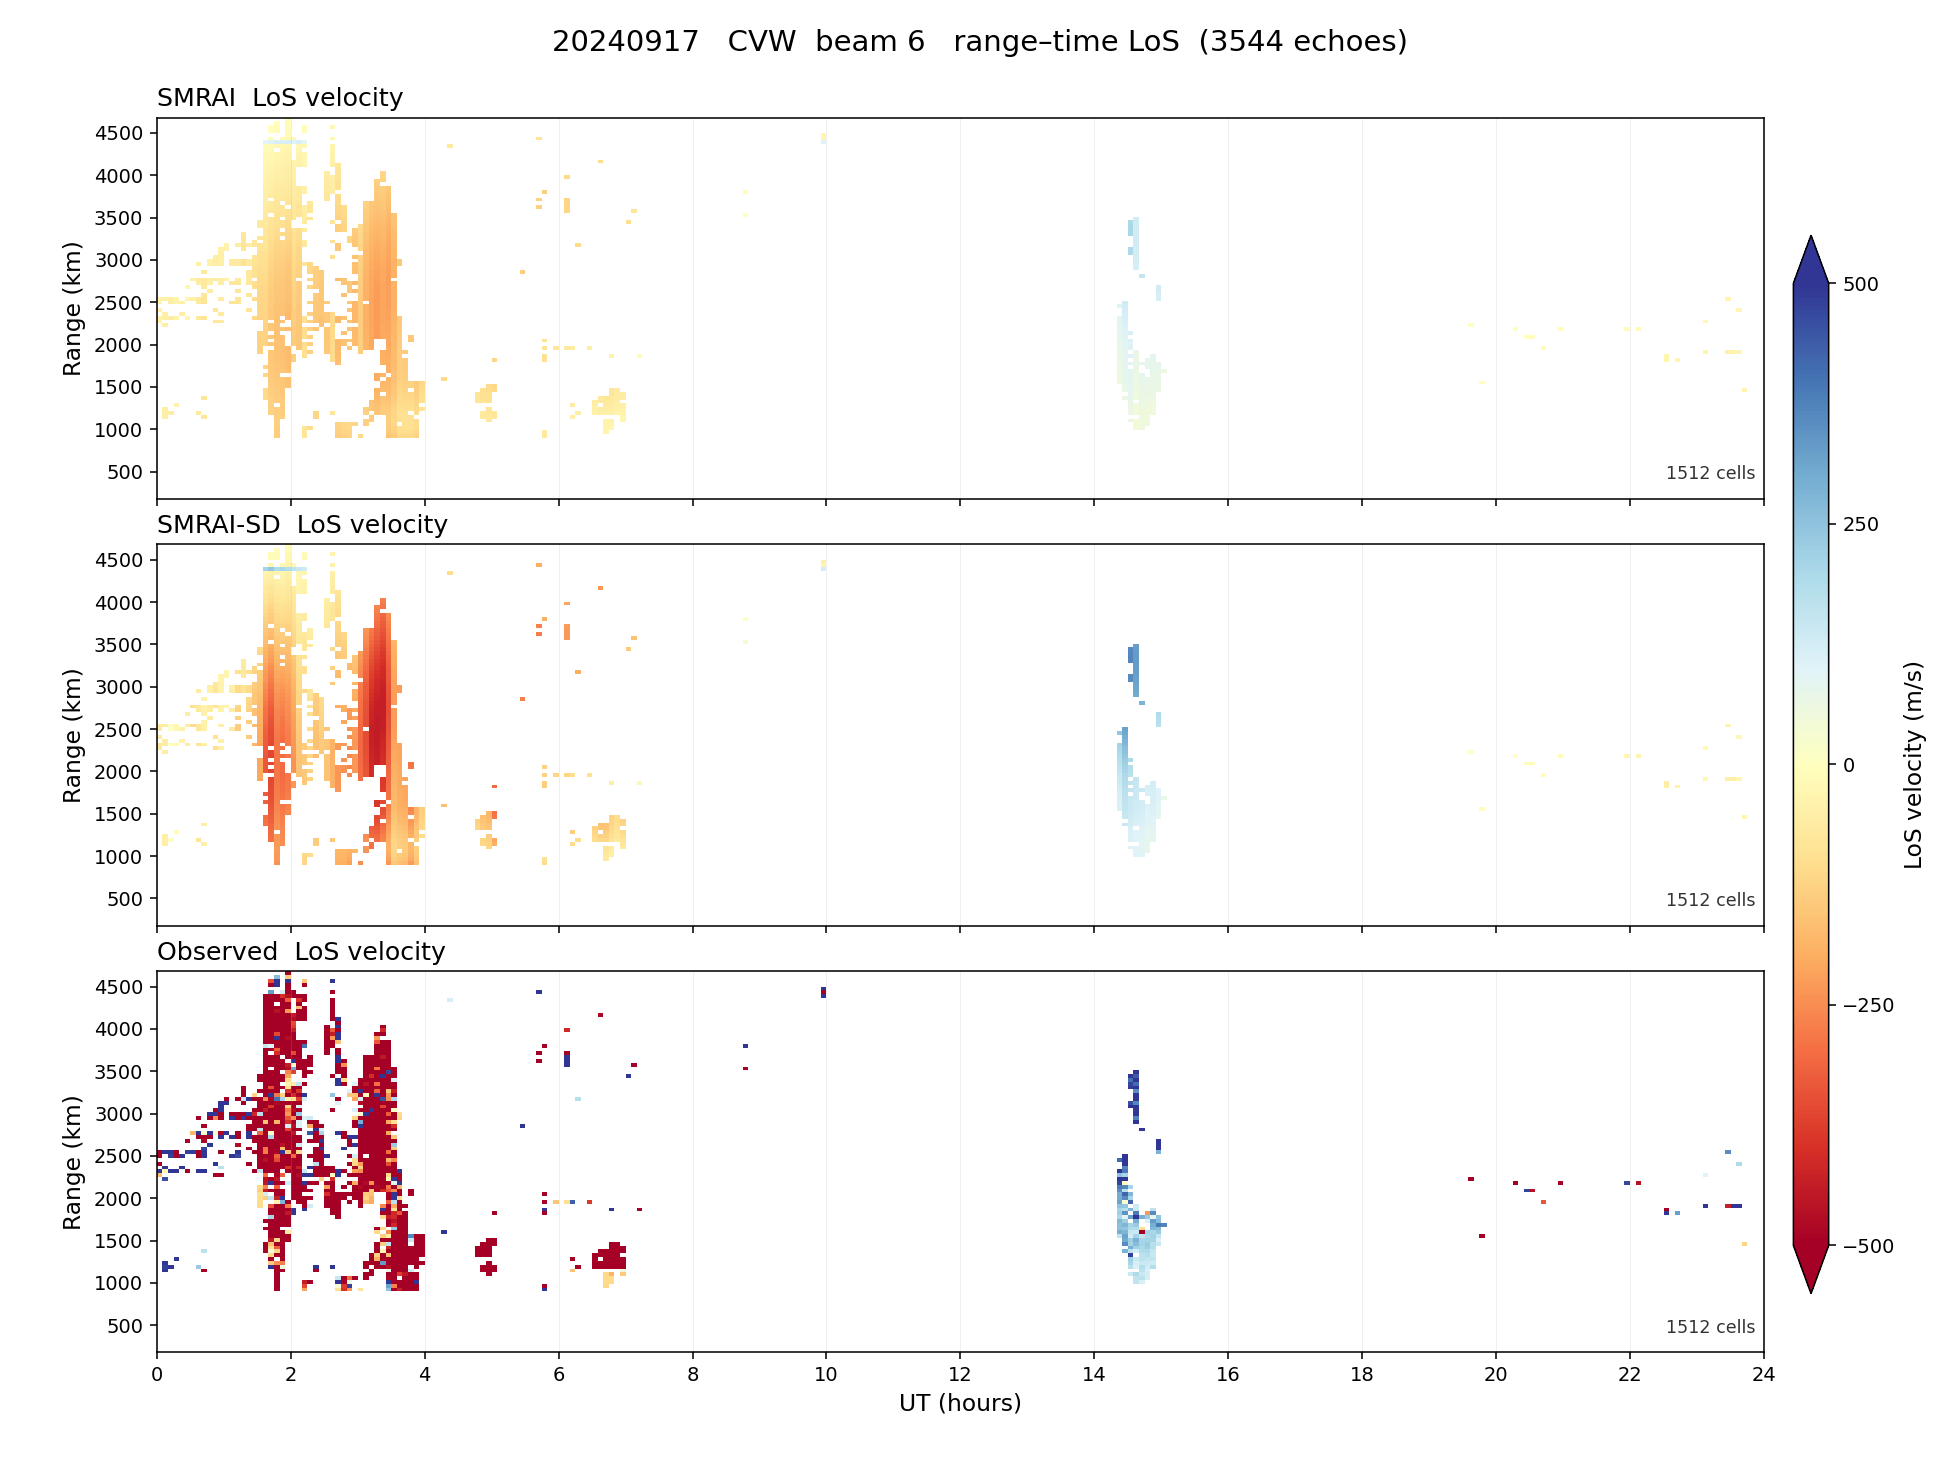 20240917   CVW  beam 6   range–time LoS  (3544 echoes)
SMRAI  LoS velocity
4500
4000
3500
3000
2500
2000
1500
1000
500
Range (km)
1512 cells
SMRAI-SD  LoS velocity
4500
4000
3500
3000
2500
2000
1500
1000
500
Range (km)
1512 cells
Observed  LoS velocity
4500
4000
3500
3000
2500
2000
1500
1000
500
Range (km)
1512 cells
0 2 4 6 8 10 12 14 16 18 20 22 24
UT (hours)
500
250
0
−250
−500
LoS velocity (m/s)